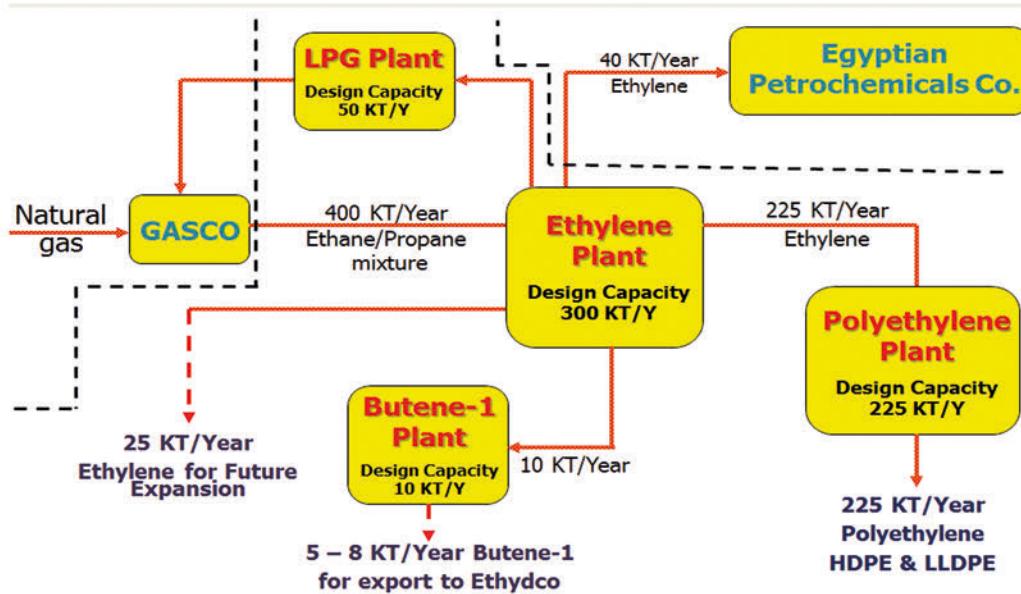 LPG Plant
Design Capacity
50 KT/Y
40 KT/Year
Ethylene
Egyptian
Petrochemicals Co.
Natural
gas
GASCO
400 KT/Year
Ethane/Propane
mixture
Ethylene
Plant
Design Capacity
300 KT/Y
225 KT/Year
Ethylene
Polyethylene
Plant
Design Capacity
225 KT/Y
25 KT/Year
Ethylene for Future
Expansion
Butene-1
Plant
Design Capacity
10 KT/Y
10 KT/Year
5 – 8 KT/Year Butene-1
for export to Ethydco
225 KT/Year
Polyethylene
HDPE & LLDPE